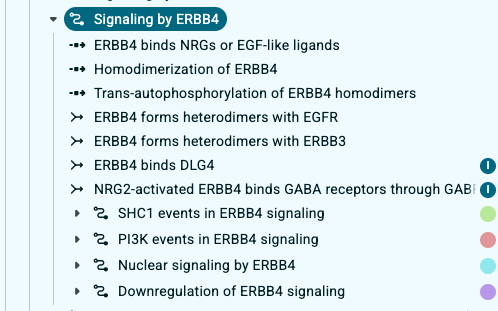 Signaling by ERBB4
ERBB4 binds NRGs or EGF-like ligands
Homodimerization of ERBB4
Trans-autophosphorylation of ERBB4 homodimers
ERBB4 forms heterodimers with EGFR
ERBB4 forms heterodimers with ERBB3
ERBB4 binds DLG4
I
NRG2-activated ERBB4 binds GABA receptors through GAB
I
SHC1 events in ERBB4 signaling
PI3K events in ERBB4 signaling
Nuclear signaling by ERBB4
Downregulation of ERBB4 signaling